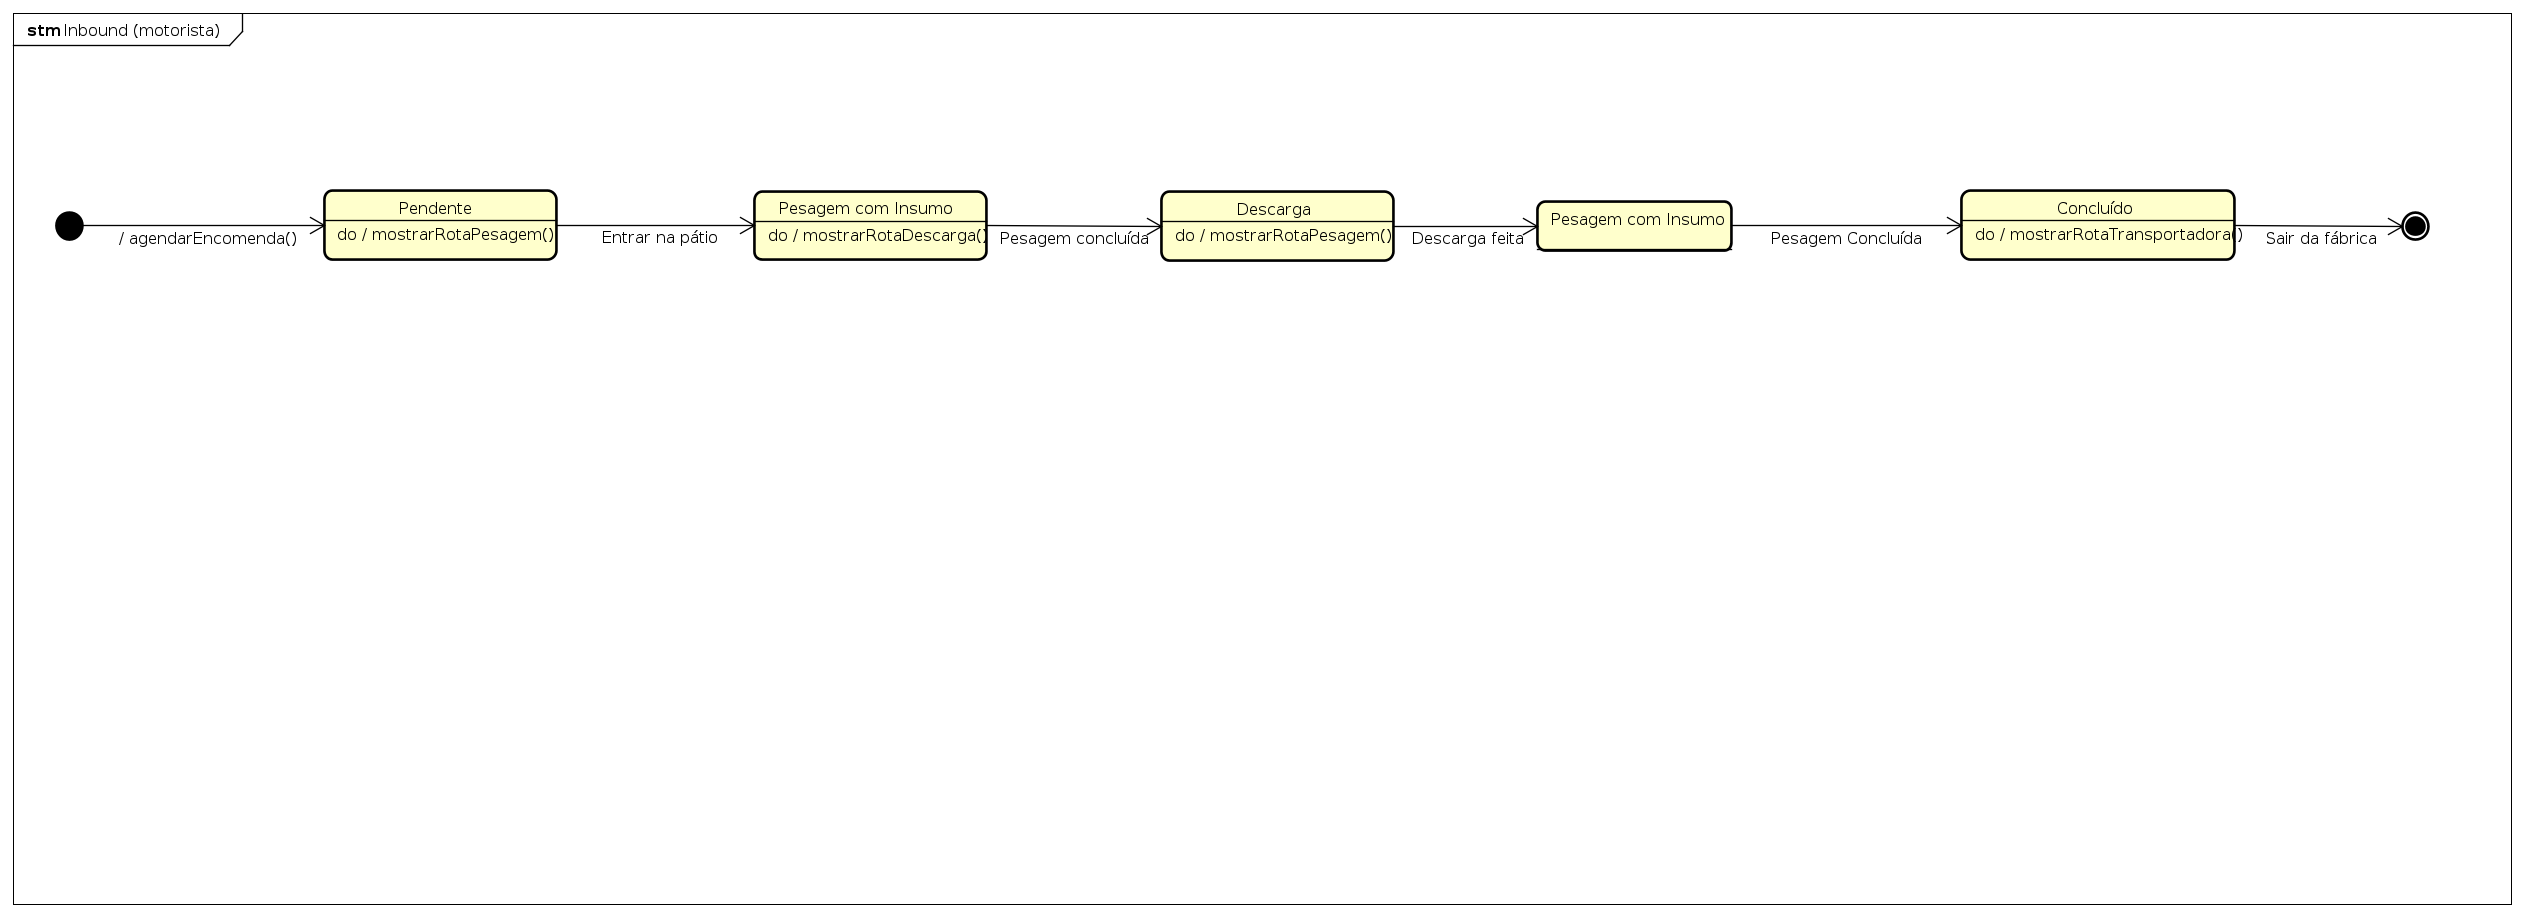 stm Inbound (motorista)
/ agendarEncomenda()
Pendente
do / mostrarRotaPesagem()
Entrar na pátio
Pesagem com Insumo
do / mostrarRotaDescarga()
Pesagem concluída
Descarga
do / mostrarRotaPesagem()
Descarga feita
Pesagem com Insumo
Pesagem Concluída
Concluído
do / mostrarRotaTransportadora()
Sair da fábrica